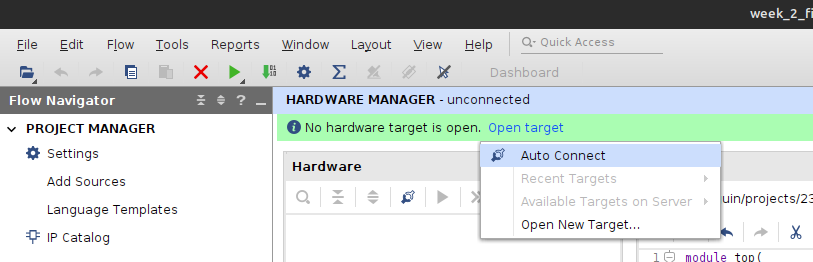 week_2_fi
File Edit Flow Tools Reports Window Layout View Help Quick Access
Dashboard
Flow Navigator
HARDWARE MANAGER - unconnected
No hardware target is open. Open target
PROJECT MANAGER
Settings
Add Sources
Language Templates
IP Catalog
Hardware
Auto Connect
Recent Targets
Available Targets on Server
Open New Target...
uin/projects/23
1 module top(